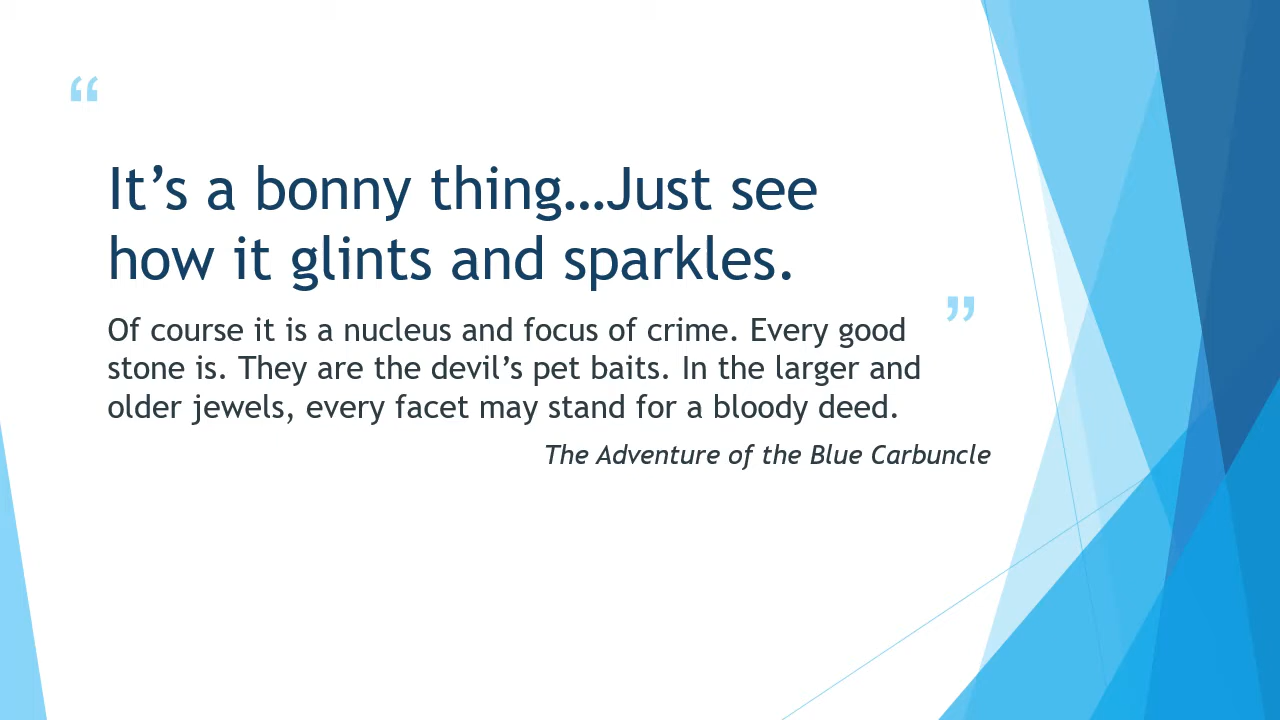 “
It’s a bonny thing…Just see
how it glints and sparkles.
”
Of course it is a nucleus and focus of crime. Every good
stone is. They are the devil’s pet baits. In the larger and
older jewels, every facet may stand for a bloody deed.
The Adventure of the Blue Carbuncle